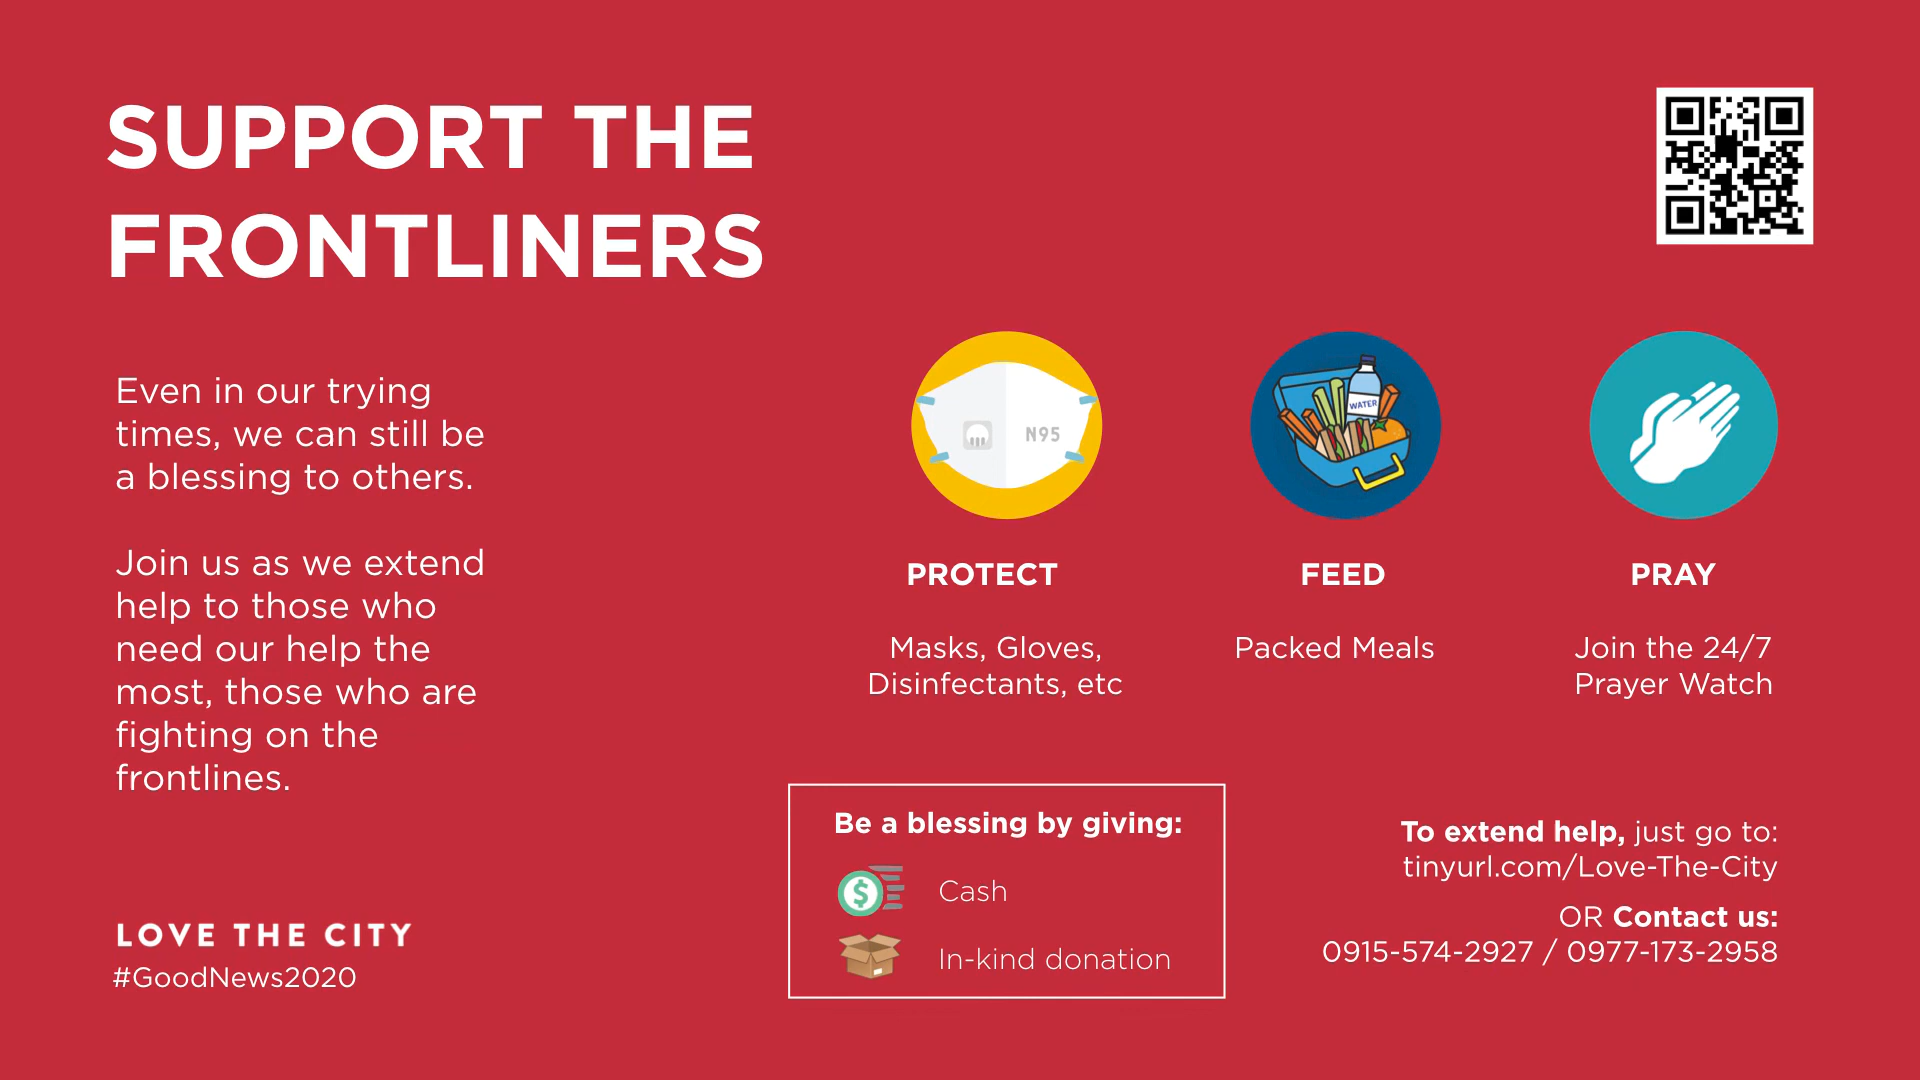 SUPPORT THE
FRONTLINERS
Even in our trying
times, we can still be
a blessing to others.
Join us as we extend
help to those who
need our help the
most, those who are
fighting on the
frontlines.
LOVE THE CITY
#GoodNews2020
N95
WATER
PROTECT
Masks, Gloves,
Disinfectants, etc
FEED
Packed Meals
PRAY
Join the 24/7
Prayer Watch
Be a blessing by giving:
$
Cash
In-kind donation
To extend help, just go to:
tinyurl.com/Love-The-City
OR Contact us:
0915-574-2927 / 0977-173-2958